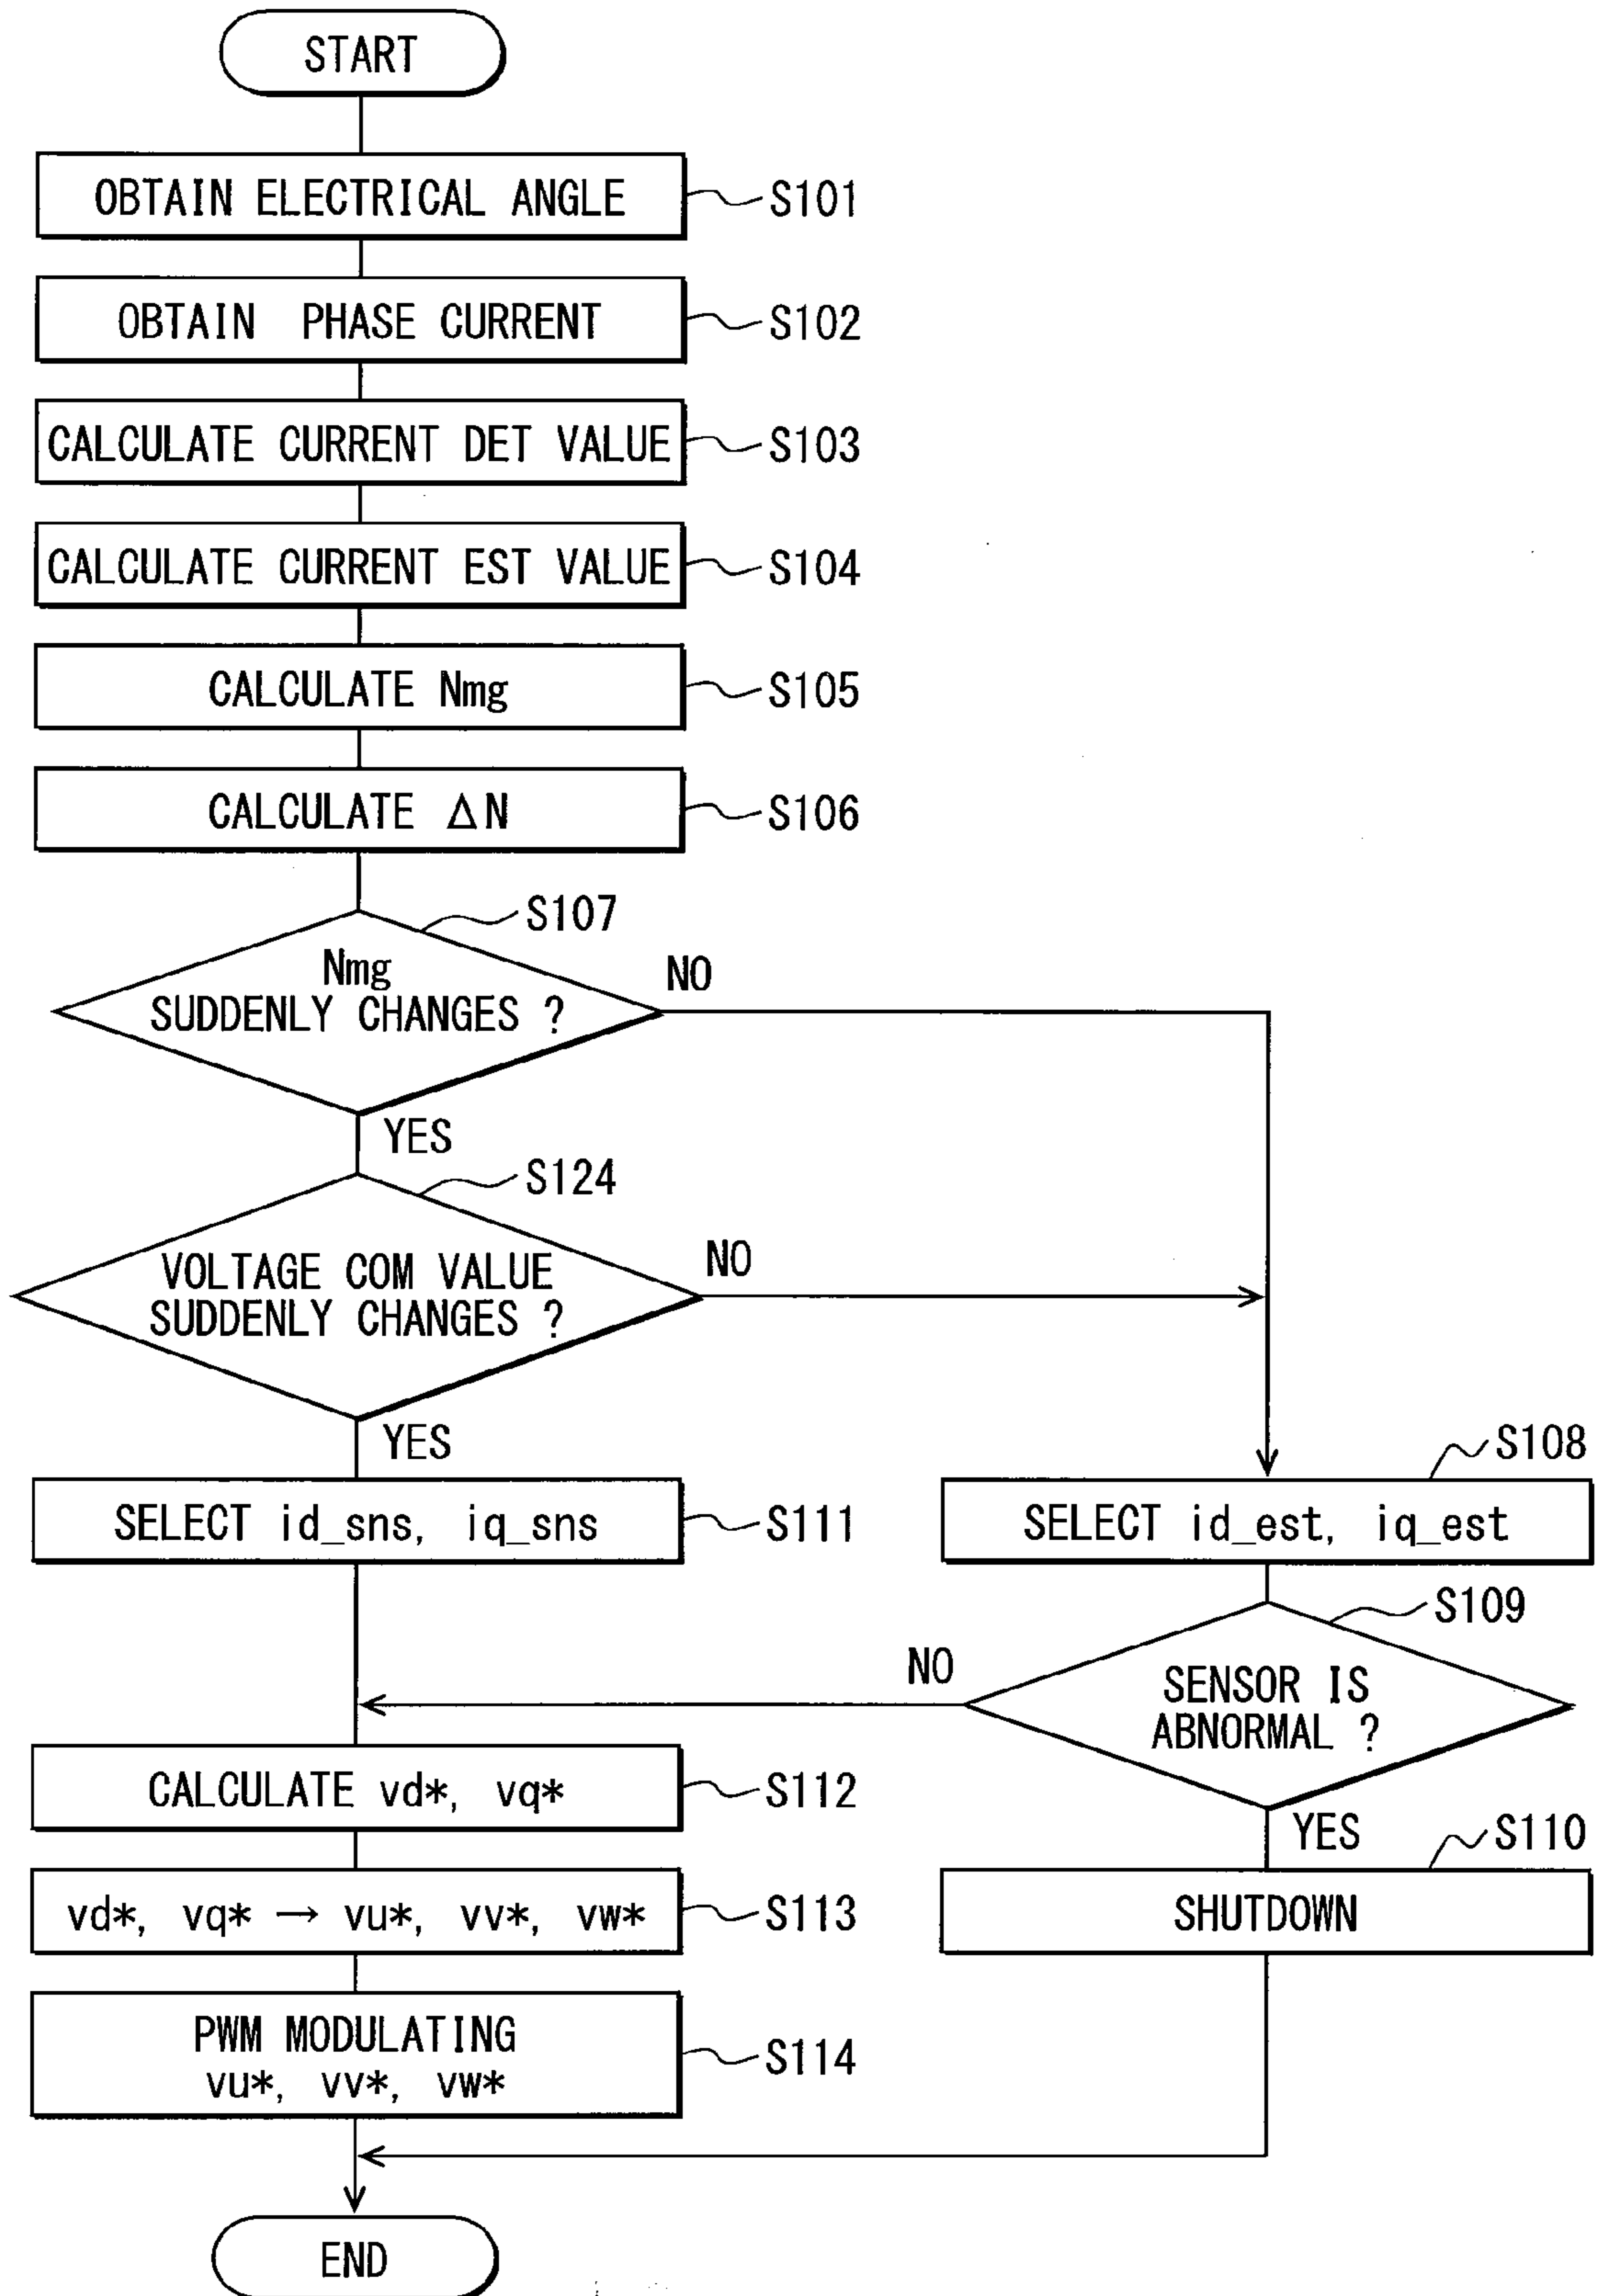 START
OBTAIN ELECTRICAL ANGLE
S101
OBTAIN PHASE CURRENT
S102
CALCULATE CURRENT DET VALUE
S103
CALCULATE CURRENT EST VALUE
S104
CALCULATE Nmg
S105
CALCULATE ΔN
S106
S107
Nmg
SUDDENLY CHANGES ?
NO
YES
S124
VOLTAGE COM VALUE
SUDDENLY CHANGES ?
NO
YES
SELECT id_sns, iq_sns
S111
S108
SELECT id_est, iq_est
S109
SENSOR IS
ABNORMAL ?
NO
YES
S110
SHUTDOWN
CALCULATE vd*, vq*
S112
vd*, vq* → vu*, vv*, vw*
S113
PWM MODULATING
vu*, vv*, vw*
S114
END